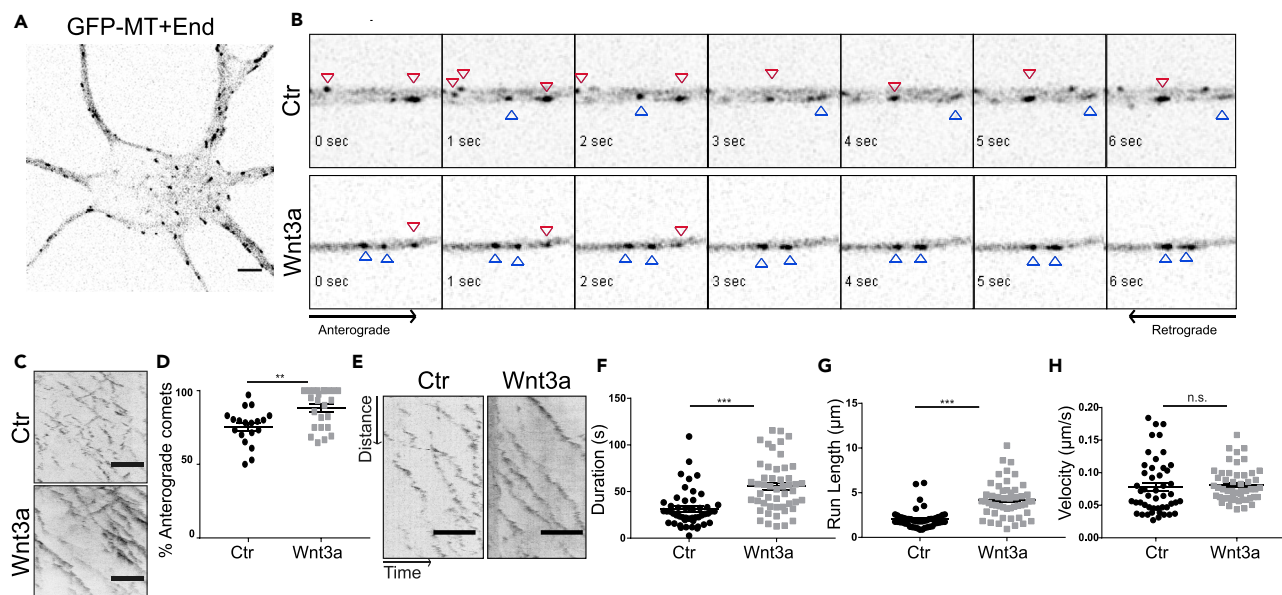 A
GFP-MT+End
B
Ctr
0 sec
1 sec
2 sec
3 sec
4 sec
5 sec
6 sec
Wnt3a
0 sec
1 sec
2 sec
3 sec
4 sec
5 sec
6 sec
Anterograde
Retrograde
C
Ctr
Wnt3a
D
% Anterograde comets
100
50
0
**
Ctr
Wnt3a
E
Ctr
Wnt3a
Distance
Time
F
Duration (s)
150
100
50
0
***
Ctr
Wnt3a
G
Run Length (µm)
15
10
5
0
***
Ctr
Wnt3a
H
Velocity (µm/s)
0.20
0.15
0.10
0.05
0.00
n.s.
Ctr
Wnt3a